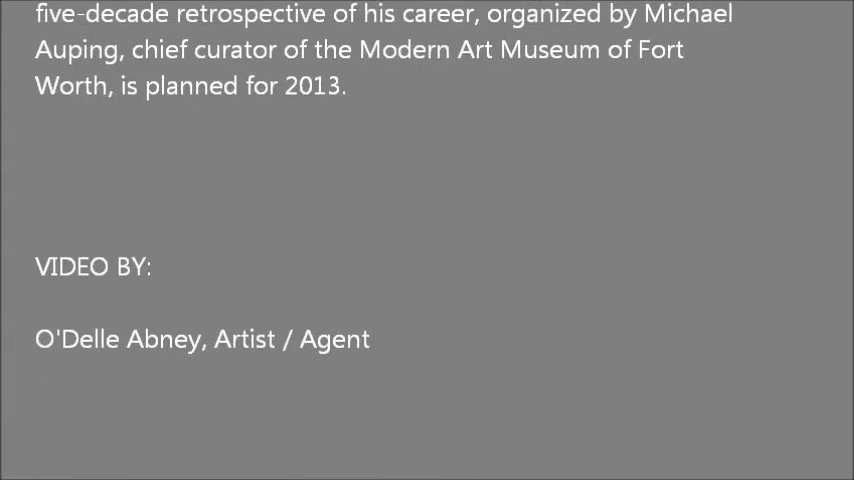 five-decade retrospective of his career, organized by Michael
Auping, chief curator of the Modern Art Museum of Fort
Worth, is planned for 2013.
VIDEO BY:
O'Delle Abney, Artist / Agent